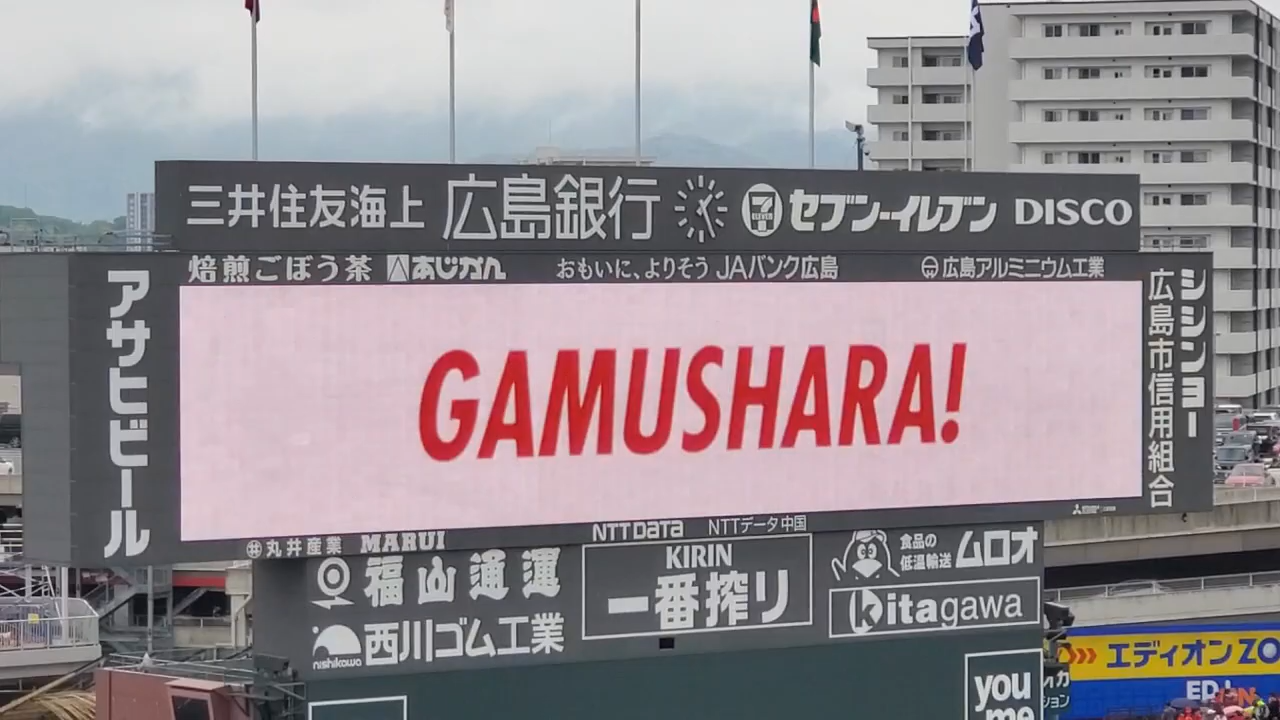 三井住友海上 広島銀行 7 ELEVEN セブン-イレブン DISCO
焙煎ごぼう茶 あじかん おもいに、よりそう JAバンク広島 広島アルミニウム工業
アサヒビール
GAMUSHARA!
シシンヨー
広島市信用組合
丸井産業 MARUI NTT DATA NTTデータ中国
福山通運
KIRIN
一番搾り
食品の
低温輸送 ムロオ
nishikawa 西川ゴム工業
Kitagawa
エディオン ZO
you
me